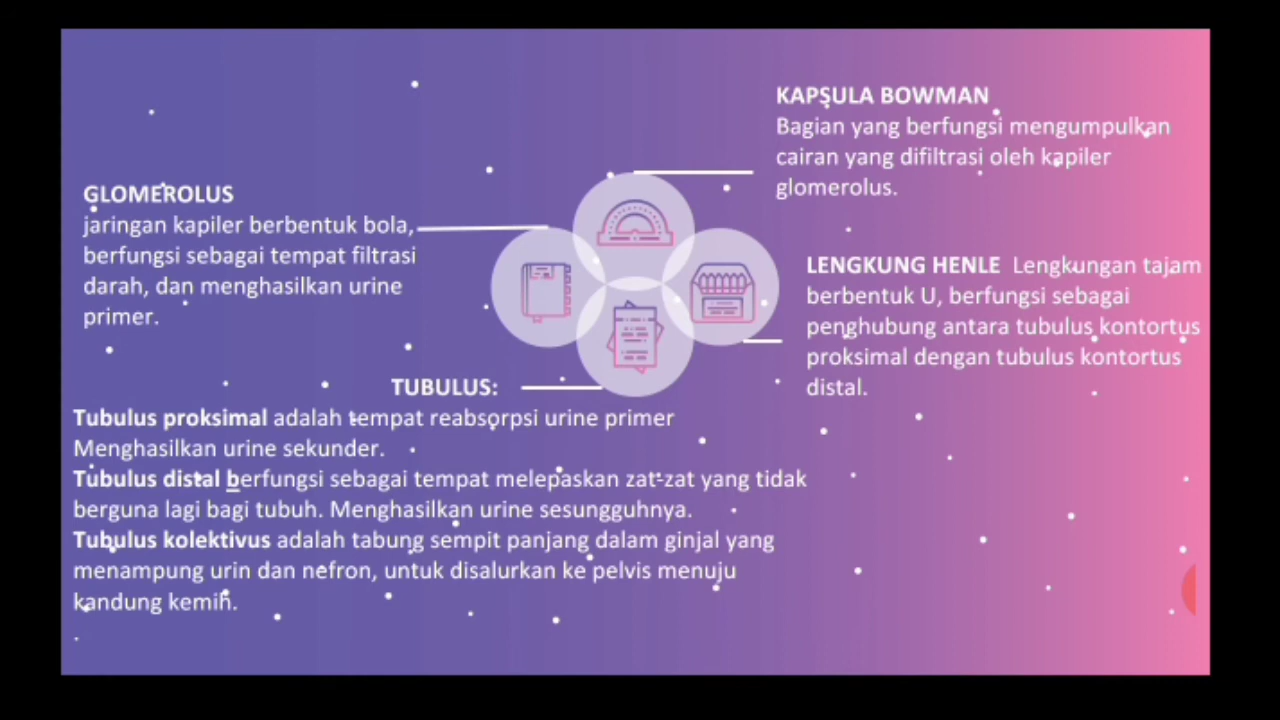 GLOMEROLUS
jaringan kapiler berbentuk bola,
berfungsi sebagai tempat filtrasi
darah, dan menghasilkan urine
primer.
KAPSULA BOWMAN
Bagian yang berfungsi mengumpulkan
cairan yang difiltrasi oleh kapiler
glomerolus.
LENGKUNG HENLE Lengkungan tajam
berbentuk U, berfungsi sebagai
penghubung antara tubulus kontortus
proksimal dengan tubulus kontortus
distal.
TUBULUS:
Tubulus proksimal adalah tempat reabsorpsi urine primer
Menghasilkan urine sekunder.
Tubulus distal berfungsi sebagai tempat melepaskan zat-zat yang tidak
berguna lagi bagi tubuh. Menghasilkan urine sesungguhnya.
Tubulus kolektivus adalah tabung sempit panjang dalam ginjal yang
menampung urin dan nefron, untuk disalurkan ke pelvis menuju
kandung kemih.